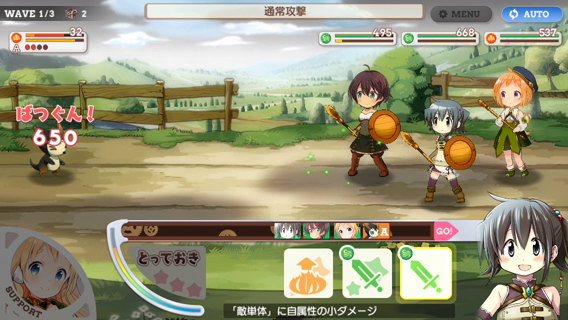 WAVE 1/3
2
通常攻撃
MENU
AUTO
32
A
495
668
537
ばつぐん!
650
A
GO!
とっておき
SUPPORT
「敵単体」に自属性の小ダメージ